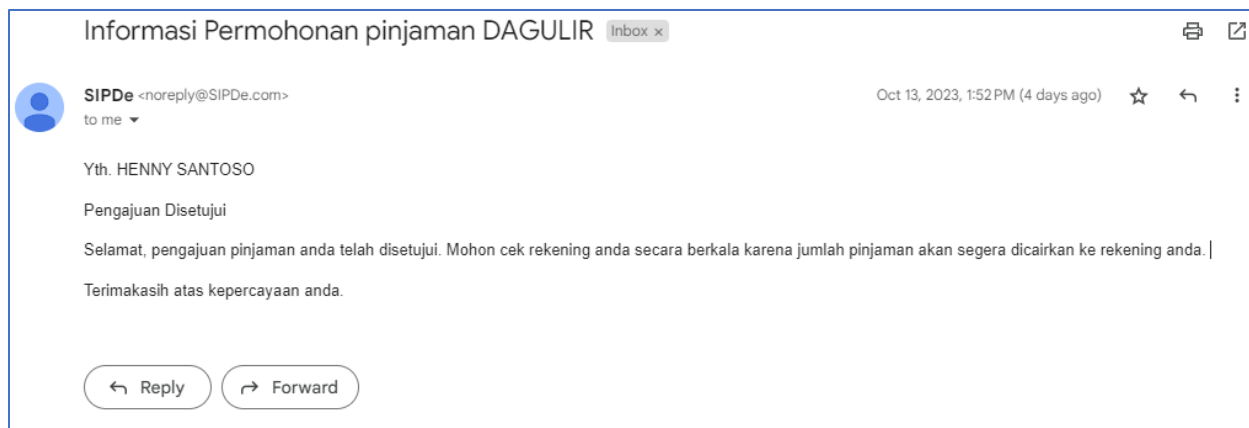 Informasi Permohonan pinjaman DAGULIR Inbox x
SIPDe <noreply@SIPDe.com> Oct 13, 2023, 1:52 PM (4 days ago)
to me
Yth. HENNY SANTOSO
Pengajuan Disetujui
Selamat, pengajuan pinjaman anda telah disetujui. Mohon cek rekening anda secara berkala karena jumlah pinjaman akan segera dicairkan ke rekening anda.
Terimakasih atas kepercayaan anda.
Reply Forward